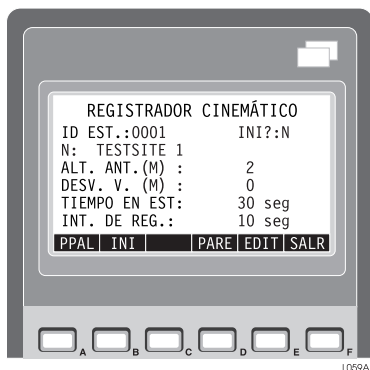 REGISTRADOR CINEMÁTICO
ID EST.:0001 INI?:N
N: TESTSITE 1
ALT. ANT.(M) : 2
DESV. V. (M) : 0
TIEMPO EN EST: 30 seg
INT. DE REG.: 10 seg
PPAL INI PARE EDIT SALR
A B C D E F
L059A